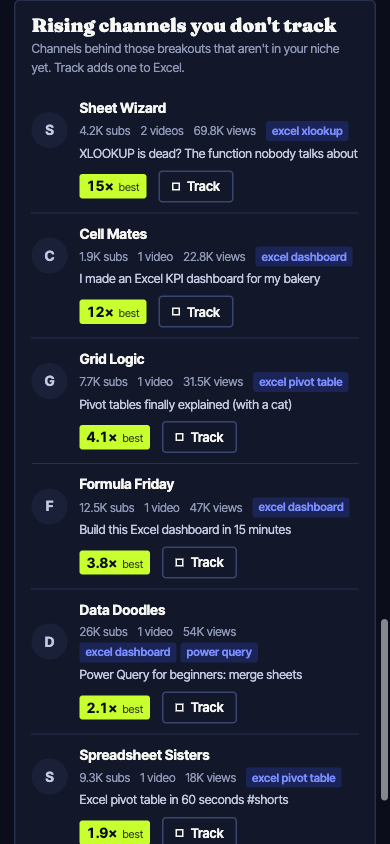 Rising channels you don't track
Channels behind those breakouts that aren't in your niche
yet. Track adds one to Excel.
S
Sheet Wizard
4.2K subs 2 videos 69.8K views excel xlookup
XLOOKUP is dead? The function nobody talks about
15× best Track
C
Cell Mates
1.9K subs 1 video 22.8K views excel dashboard
I made an Excel KPI dashboard for my bakery
12× best Track
G
Grid Logic
7.7K subs 1 video 31.5K views excel pivot table
Pivot tables finally explained (with a cat)
4.1× best Track
F
Formula Friday
12.5K subs 1 video 47K views excel dashboard
Build this Excel dashboard in 15 minutes
3.8× best Track
D
Data Doodles
26K subs 1 video 54K views
excel dashboard power query
Power Query for beginners: merge sheets
2.1× best Track
S
Spreadsheet Sisters
9.3K subs 1 video 18K views excel pivot table
Excel pivot table in 60 seconds #shorts
1.9× best Track